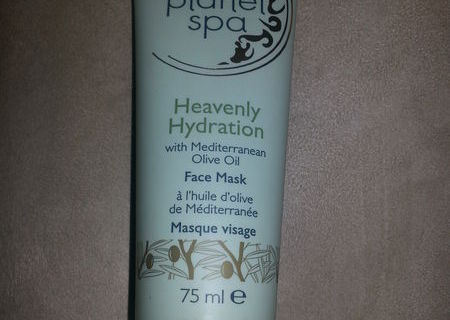 planet
spa
Heavenly
Hydration
with Mediterranean
Olive Oil
Face Mask
à l'huile d'olive
de Méditerranée
Masque visage
75 ml e